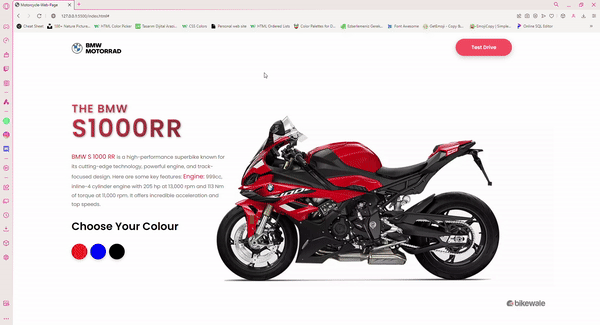 Motorcycle Web-Page
127.0.0.1:5500/index.html#
Cheat Sheet
100+ Best Nature Pictur...
HTML Color Picker
Tasarım Dijital Ajansı...
CSS Colors
Personal web site
HTML Ordered Lists
Color Palettes for D...
Font Awesome
GetEmoji - Copy & P...
EmojiCopy | Simple...
Online SQL Editor
BMW
MOTORRAD
Test Drive
THE BMW
S1000RR
BMW S 1000 RR is a high-performance superbike known for
its cutting-edge technology, powerful engine, and track-
focused design. Here are some key features: Engine: 999cc,
inline-4 cylinder engine with 205 hp at 13,000 rpm and 113 Nm
of torque at 11,000 rpm. It offers incredible acceleration and
top speeds.
Choose Your Colour
bikewale